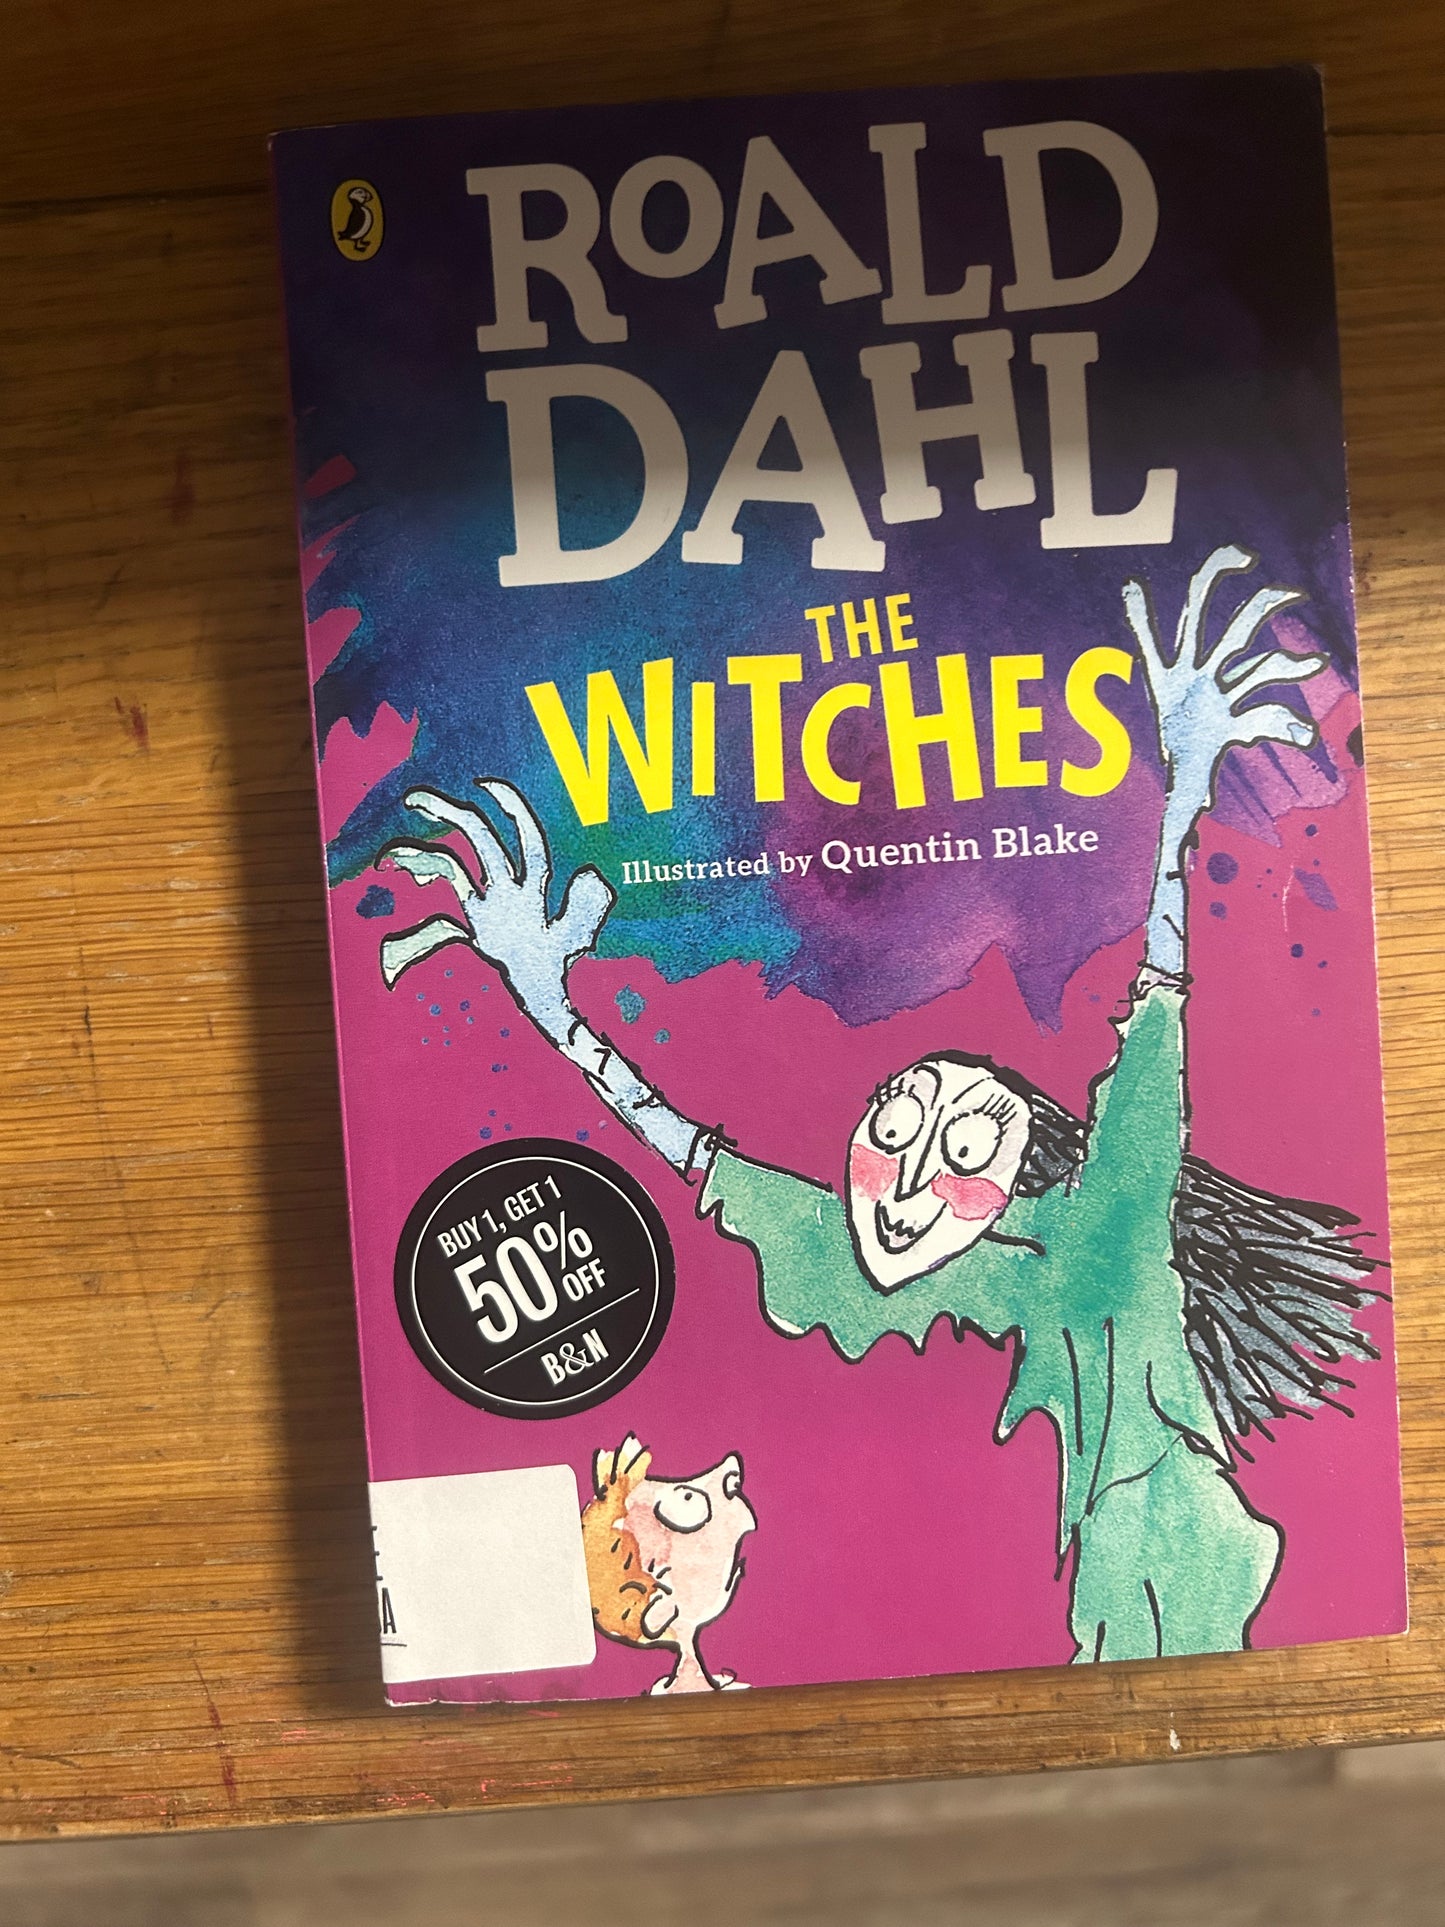 ROALD
DAHL
THE
WITCHES
Illustrated by Quentin Blake
BUY 1, GET 1
50%
OFF
B&N